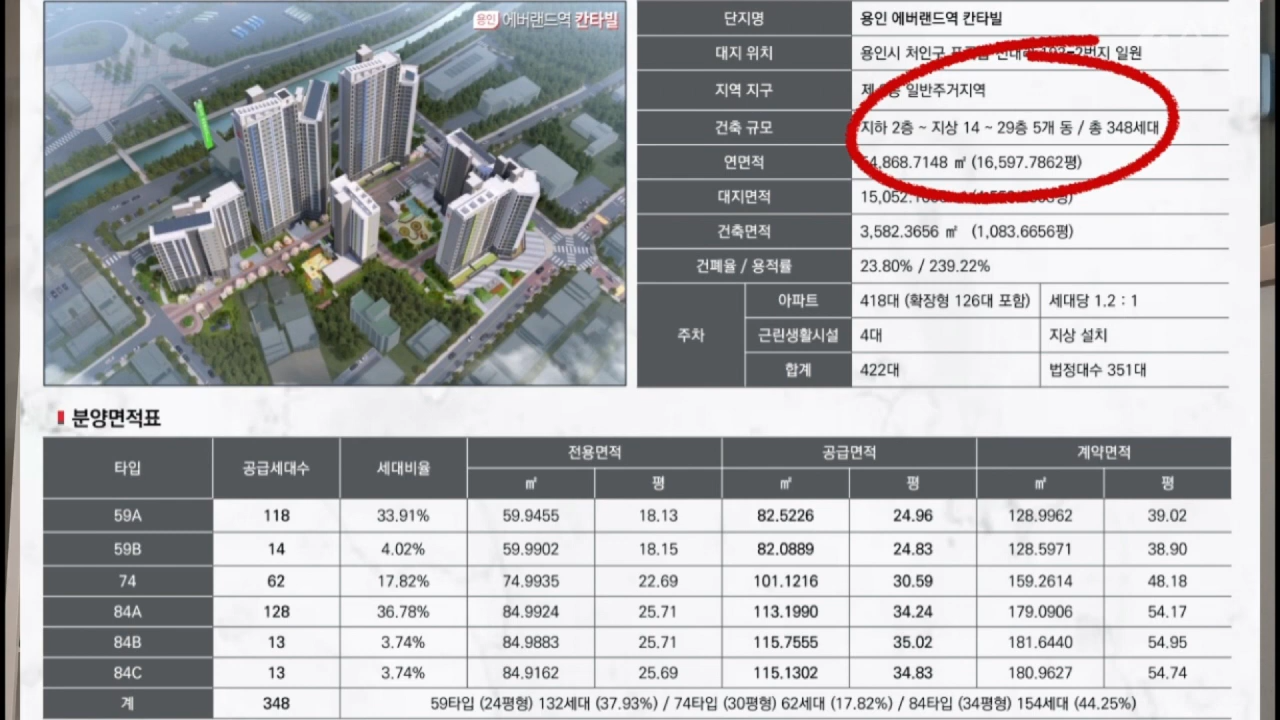 용인 에버랜드역 칸타빌
단지명 용인 에버랜드역 칸타빌
대지 위치 용인시 처인구 일원
지역 지구 일반주거지역
건축 규모 지하 2층 ~ 지상 14 ~ 29층 5개 동 / 총 348세대
연면적 4,868.7148 ㎡ (16,597.7862평)
대지면적
건축면적 3,582.3656 ㎡ (1,083.6656평)
건폐율 / 용적률 23.80% / 239.22%
주차 아파트 418대 (확장형 126대 포함) 세대당 1.2 : 1
근린생활시설 4대 지상 설치
합계 422대 법정대수 351대
분양면적표
타입 공급세대수 세대비율 전용면적 공급면적 계약면적
㎡ 평 ㎡ 평 ㎡ 평
59A 118 33.91% 59.9455 18.13 82.5226 24.96 128.9962 39.02
59B 14 4.02% 59.9902 18.15 82.0889 24.83 128.5971 38.90
74 62 17.82% 74.9935 22.69 101.1216 30.59 159.2614 48.18
84A 128 36.78% 84.9924 25.71 113.1990 34.24 179.0906 54.17
84B 13 3.74% 84.9883 25.71 115.7555 35.02 181.6440 54.95
84C 13 3.74% 84.9162 25.69 115.1302 34.83 180.9627 54.74
계 348 59타입 (24평형) 132세대 (37.93%) / 74타입 (30평형) 62세대 (17.82%) / 84타입 (34평형) 154세대 (44.25%)